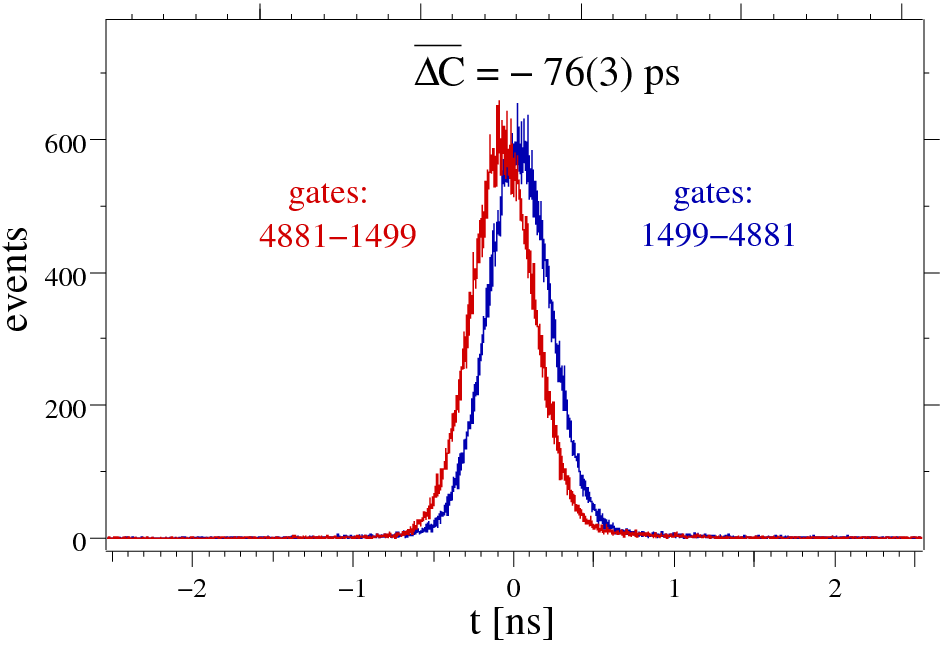 ΔC = − 76(3) ps
600
gates:
4881−1499
gates:
1499−4881
400
events
200
0
−2
−1
0
1
2
t [ns]